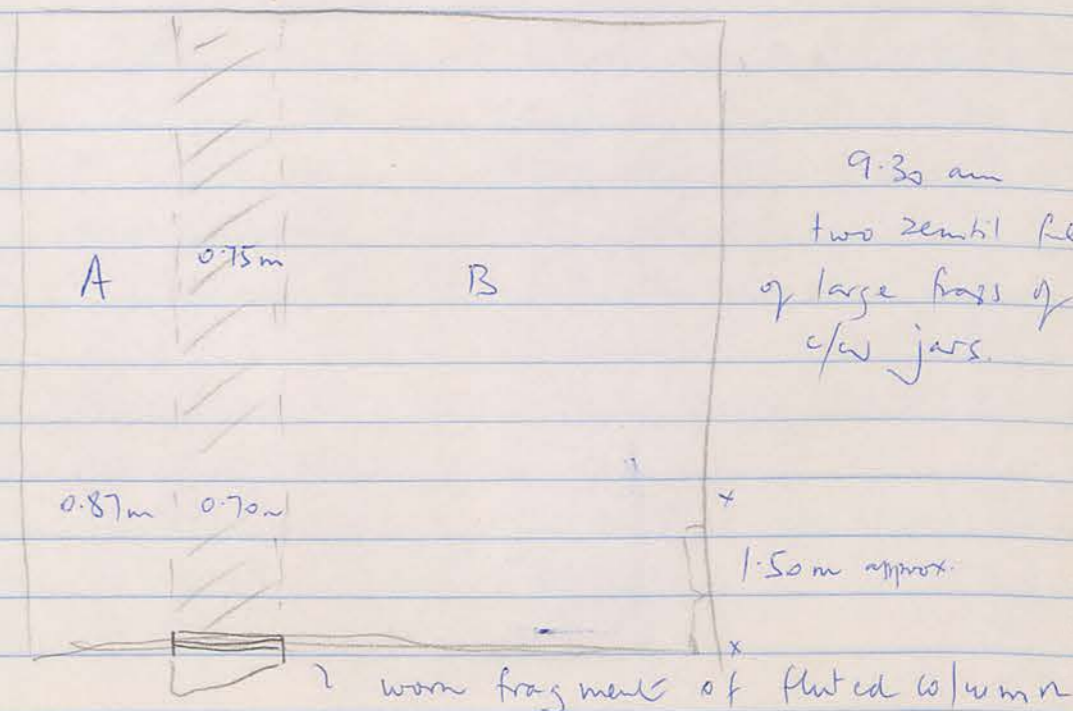 9.30 am
two zembil
of large frags of
c/w jars.
A
0.75m
B
0.87m
0.70m
x
1.50m approx.
x
? worn fragment of fluted column